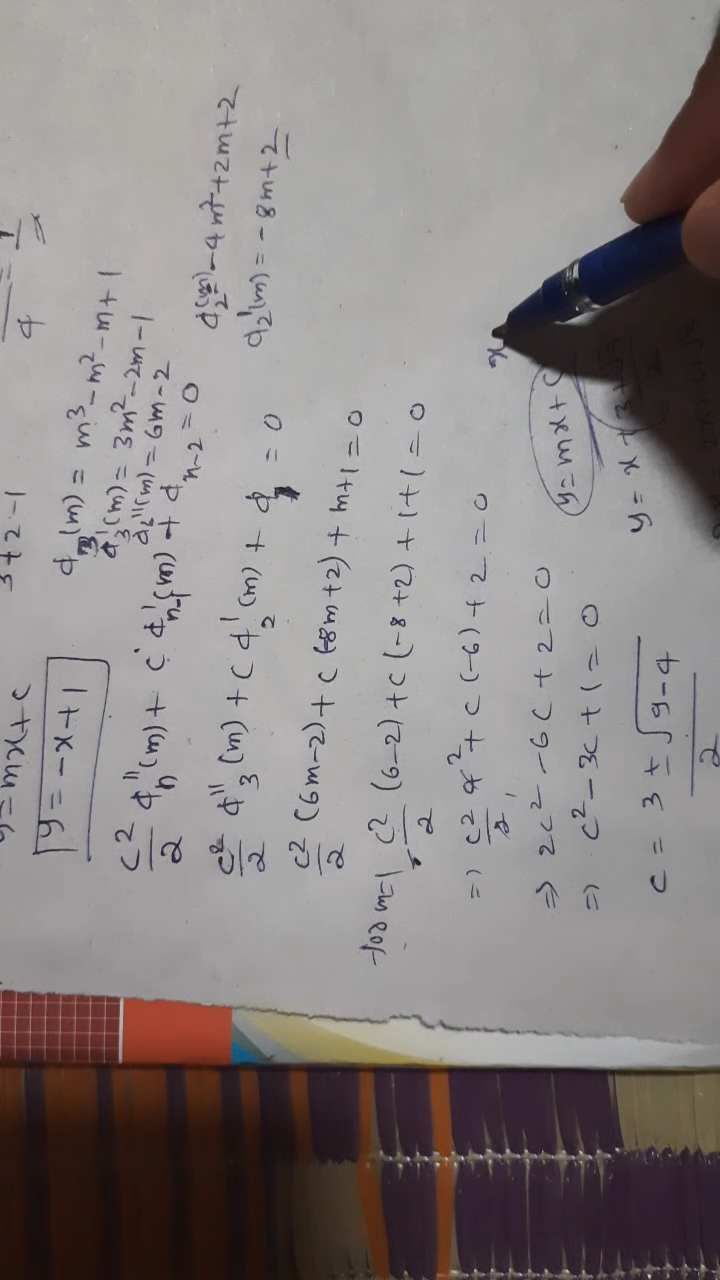 3+2-1
4 = 1
y=mx+c
y = -x+1
ϕ₃(m) = m³-m²-m+1
ϕ₃'(m) = 3m²-2m-1
ϕ₃''(m) = 6m-2
c²/2 ϕₙ''(m) + c ϕ'ₙ₋₁(m) + ϕₙ₋₂ = 0
ϕ₂(m) = -4m²+2m+2
ϕ₂'(m) = -8m+2
c²/2 ϕ₃''(m) + c ϕ₂'(m) + ϕ₁ = 0
c²/2 (6m-2) + c(-8m+2) + m+1 = 0
for m=1 c²/2 (6-2) + c(-8+2) + 1+1 = 0
⇒ c²/2 4 + c(-6) + 2 = 0
x
⇒ 2c²-6c+2=0
y=mx+c
⇒ c²-3c+1=0
y = x + 3+√5/2
c = 3±√9-4/2